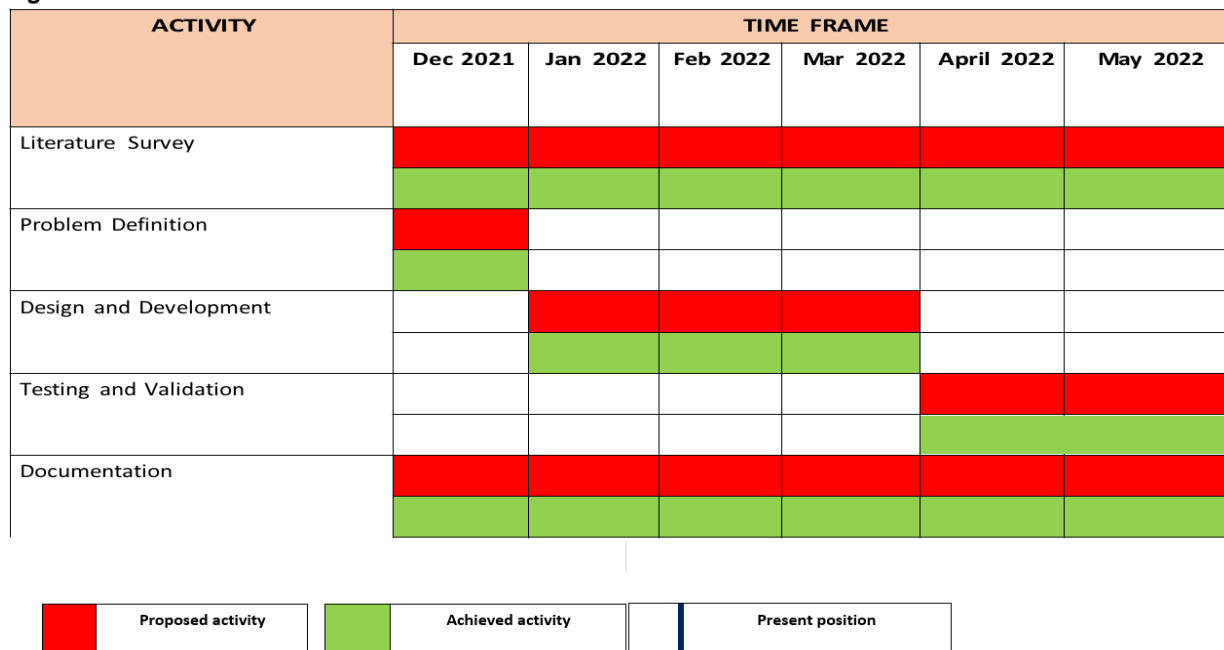 ACTIVITY
TIME FRAME
Dec 2021 Jan 2022 Feb 2022 Mar 2022 April 2022 May 2022
Literature Survey
Problem Definition
Design and Development
Testing and Validation
Documentation
Proposed activity Achieved activity Present position